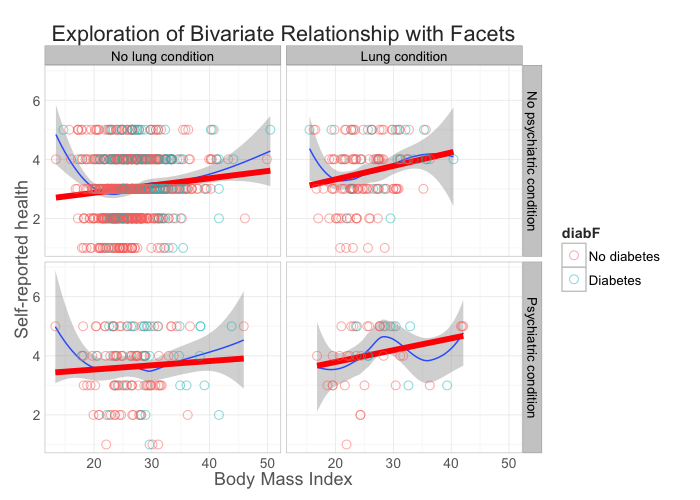 Exploration of Bivariate Relationship with Facets
No lung condition
Lung condition
6
4
2
No psychiatric condition
6
4
2
Psychiatric condition
Self-reported health
20
30
40
50
20
30
40
50
Body Mass Index
diabF
No diabetes
Diabetes